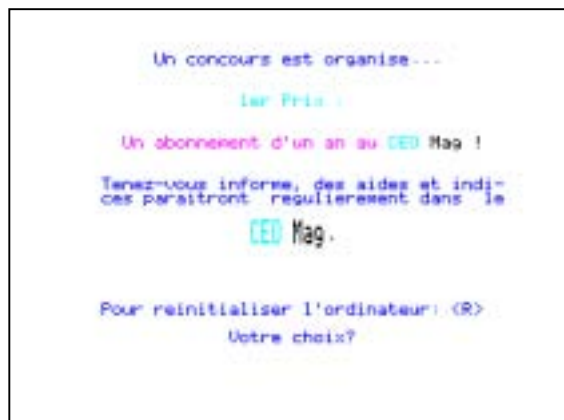 Un concours est organise...
1er Prix :
Un abonnement d'un an au CEO Mag !
Tenez-vous informe, des aides et indi-
ces paraitront regulierement dans le
CEO Mag.
Pour reinitialiser l'ordinateur: <R>
Votre choix?